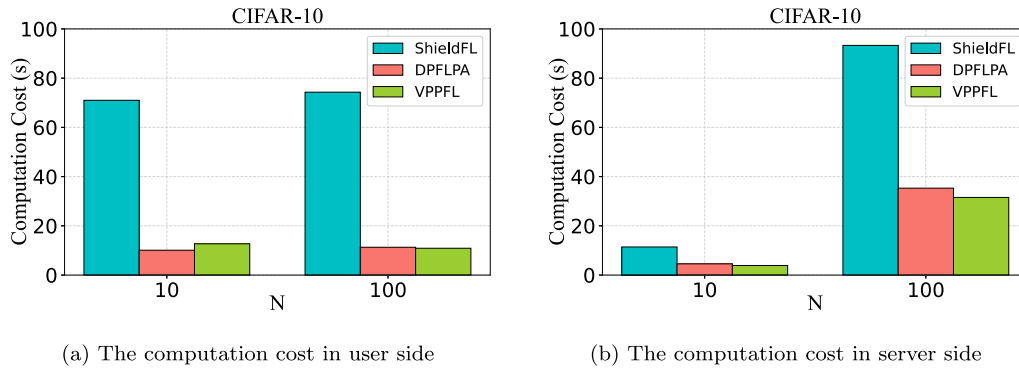 CIFAR-10
Computation Cost (s)
100
80
60
40
20
0
ShieldFL
DPFLPA
VPPFL
10
100
N
(a) The computation cost in user side
CIFAR-10
Computation Cost (s)
100
80
60
40
20
0
ShieldFL
DPFLPA
VPPFL
10
100
N
(b) The computation cost in server side